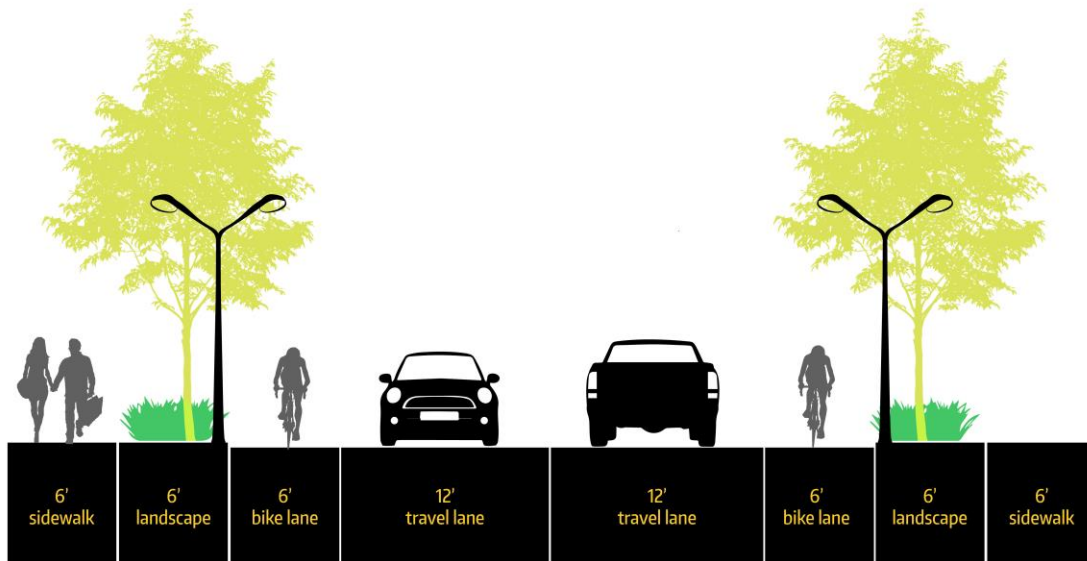 6'
sidewalk
6'
landscape
6'
bike lane
12'
travel lane
12'
travel lane
6'
bike lane
6'
landscape
6'
sidewalk